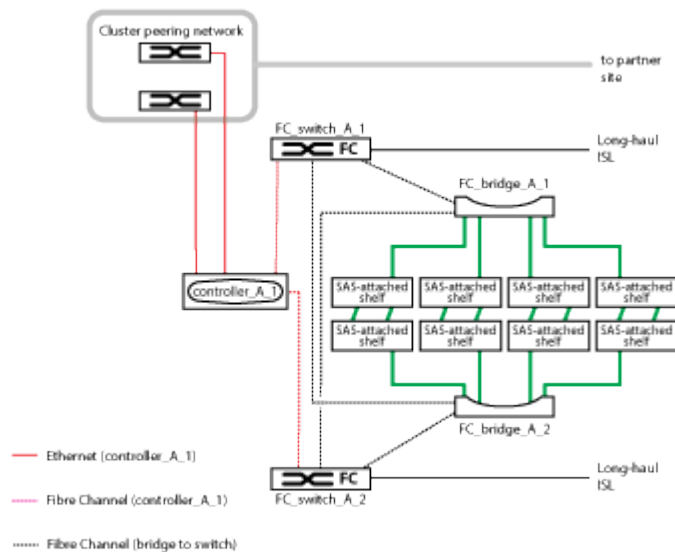 Cluster peering network
to partner
site
FC_switch_A_1
FC
Long-haul
ISL
FC_bridge_A_1
controller_A_1
SAS-attached
shelf
SAS-attached
shelf
SAS-attached
shelf
SAS-attached
shelf
SAS-attached
shelf
SAS-attached
shelf
SAS-attached
shelf
SAS-attached
shelf
FC_bridge_A_2
FC
FC_switch_A_2
Long-haul
ISL
Ethernet (controller_A_1)
Fibre Channel (controller_A_1)
Fibre Channel (bridge to switch)